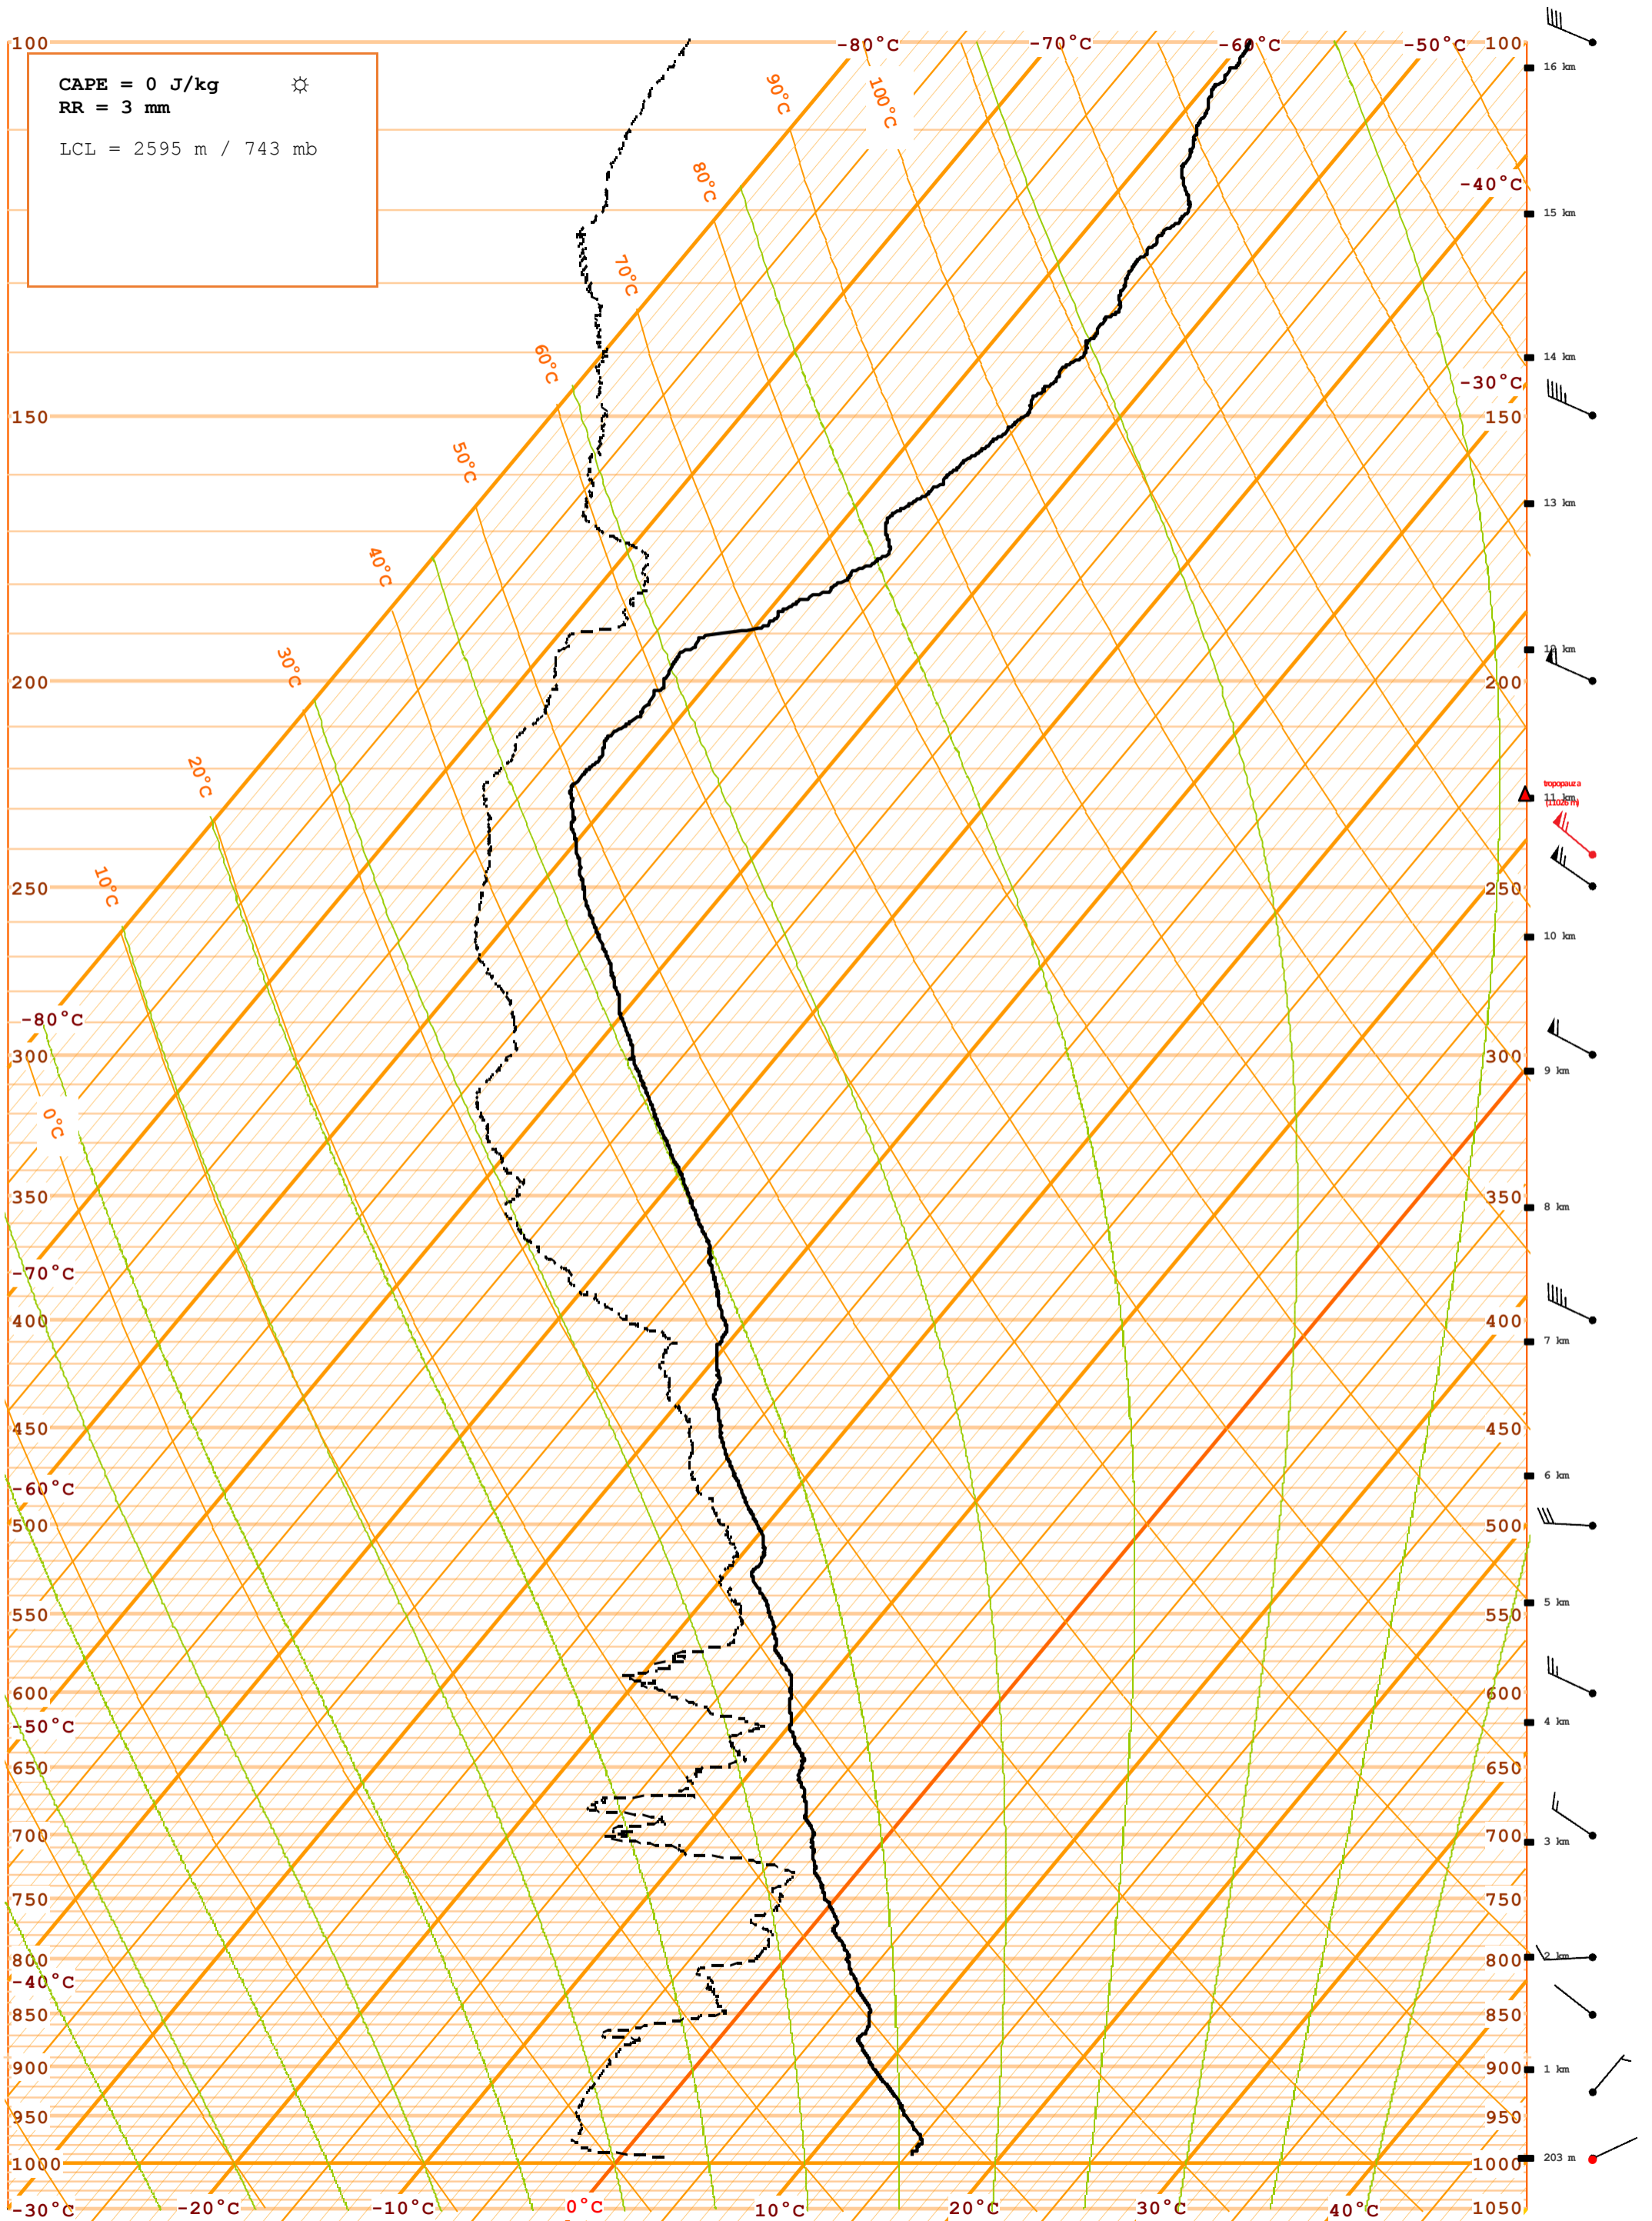 100
-80°C
-70°C
-60°C
-50°C
100
16 km
CAPE = 0 J/kg ☼
RR = 3 mm
LCL = 2595 m / 743 mb
90°C
100°C
80°C
-40°C
15 km
70°C
60°C
14 km
-30°C
150
150
50°C
13 km
40°C
30°C
200
200
20°C
tropopauza
11 km
10°C
250
250
10 km
-80°C
300
300
9 km
0°C
350
350
8 km
-70°C
400
400
7 km
450
450
6 km
-60°C
500
500
5 km
550
550
600
600
4 km
-50°C
650
650
700
700
3 km
750
750
800
800
2 km
-40°C
850
850
900
900
1 km
950
950
1000
1000
203 m
-30°C
-20°C
-10°C
0°C
10°C
20°C
30°C
40°C
1050